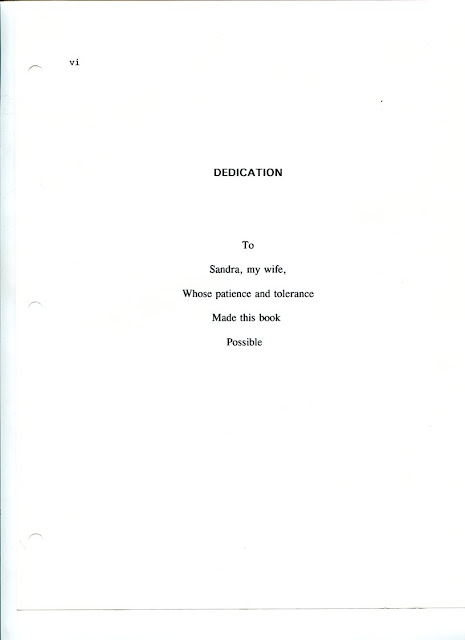 vi
DEDICATION
To
Sandra, my wife,
Whose patience and tolerance
Made this book
Possible